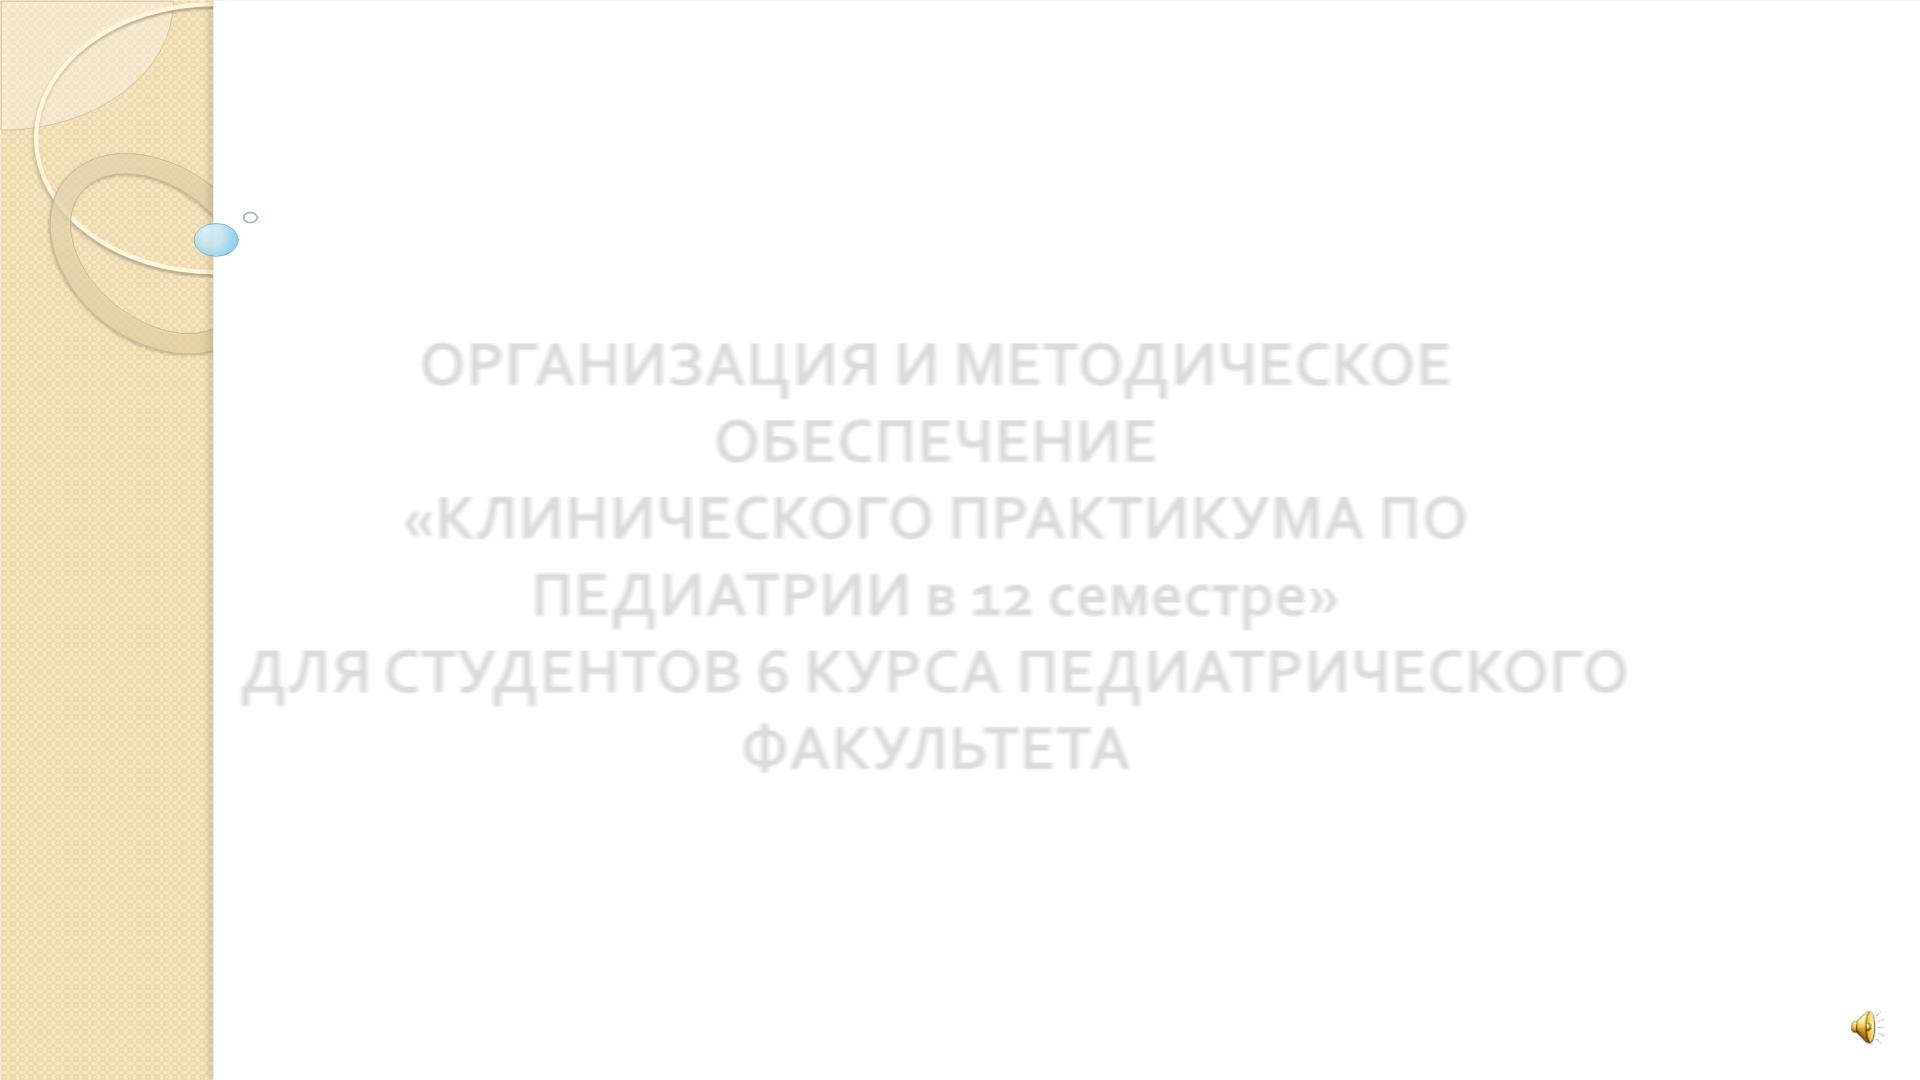 ОРГАНИЗАЦИЯ И МЕТОДИЧЕСКОЕ
ОБЕСПЕЧЕНИЕ
«КЛИНИЧЕСКОГО ПРАКТИКУМА ПО
ПЕДИАТРИИ в 12 семестре»
ДЛЯ СТУДЕНТОВ 6 КУРСА ПЕДИАТРИЧЕСКОГО
ФАКУЛЬТЕТА